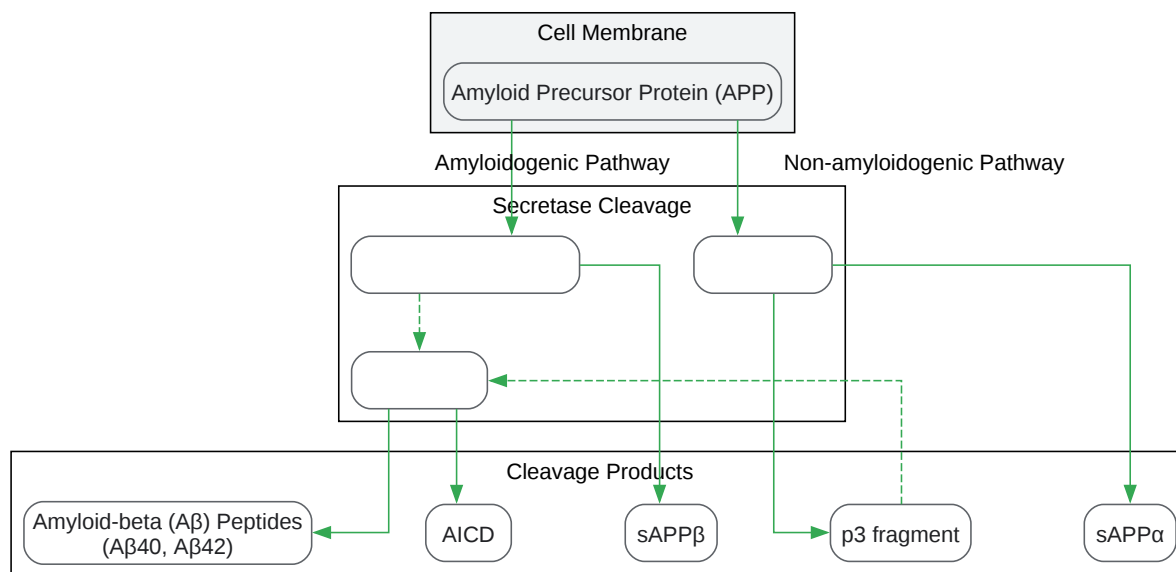 Cell Membrane
Amyloid Precursor Protein (APP)
Amyloidogenic Pathway
Non-amyloidogenic Pathway
Secretase Cleavage
Cleavage Products
Amyloid-beta (Aβ) Peptides
(Aβ40, Aβ42)
AICD
sAPPβ
p3 fragment
sAPPα